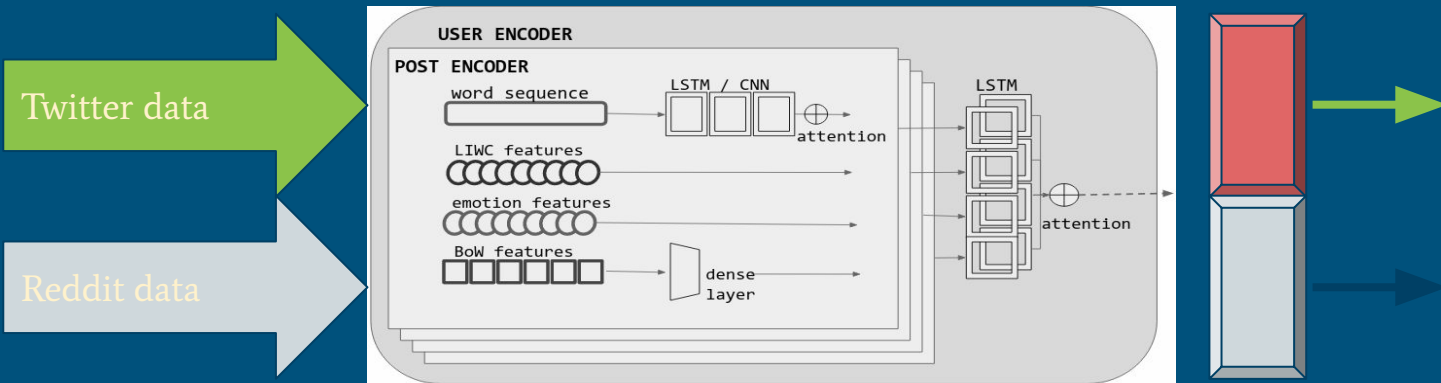 Twitter data
Reddit data
USER ENCODER
POST ENCODER
word sequence
LSTM / CNN
attention
LIWC features
emotion features
BoW features
dense
layer
LSTM
attention